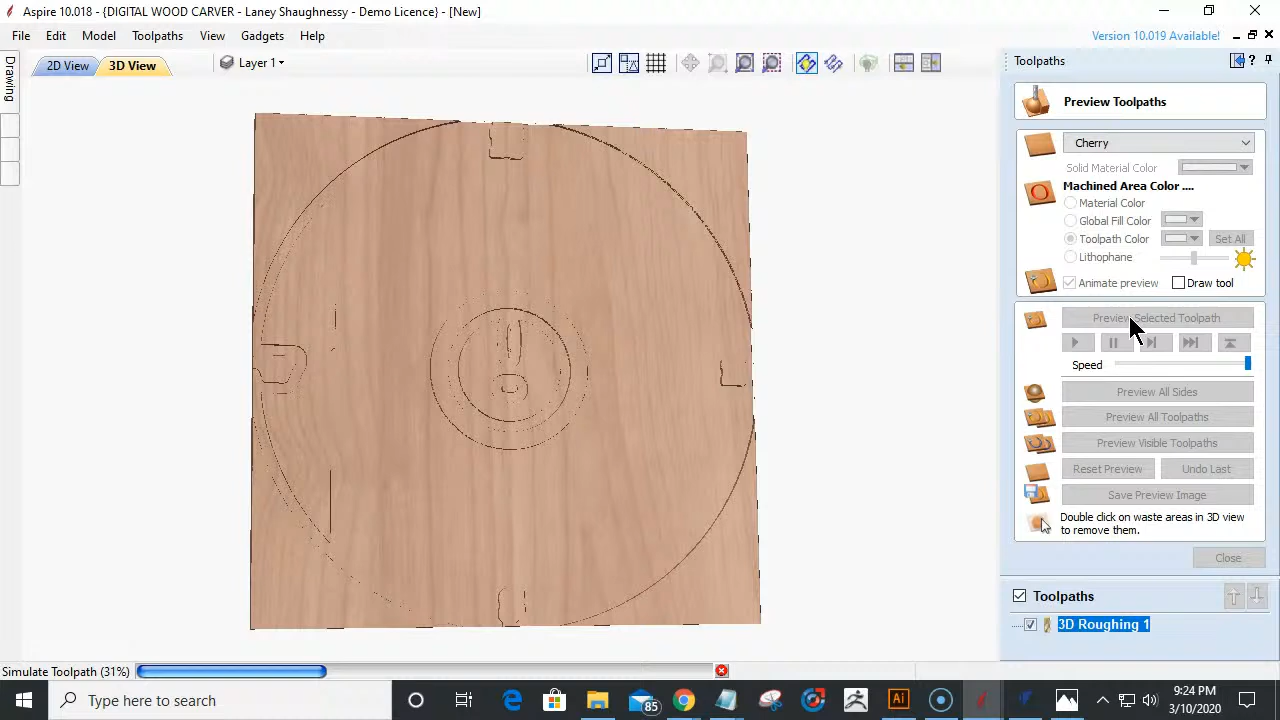 Aspire 10.018 - {DIGITAL WOOD CARVER - Laney Shaughnessy - Demo Licence} - [New]
File Edit Model Toolpaths View Gadgets Help
Version 10.019 Available!
Drawing
2D View
3D View
Layer 1
Toolpaths
Preview Toolpaths
Cherry
Solid Material Color
Machined Area Color ....
Material Color
Global Fill Color
Toolpath Color
Set All
Lithophane
Animate preview
Draw tool
Preview Selected Toolpath
Speed
Preview All Sides
Preview All Toolpaths
Preview Visible Toolpaths
Reset Preview
Undo Last
Save Preview Image
Double click on waste areas in 3D view
to remove them.
Close
Toolpaths
3D Roughing 1
Simulate Toolpath (31%)
Type here to search
85
Ai
9:24 PM
3/10/2020